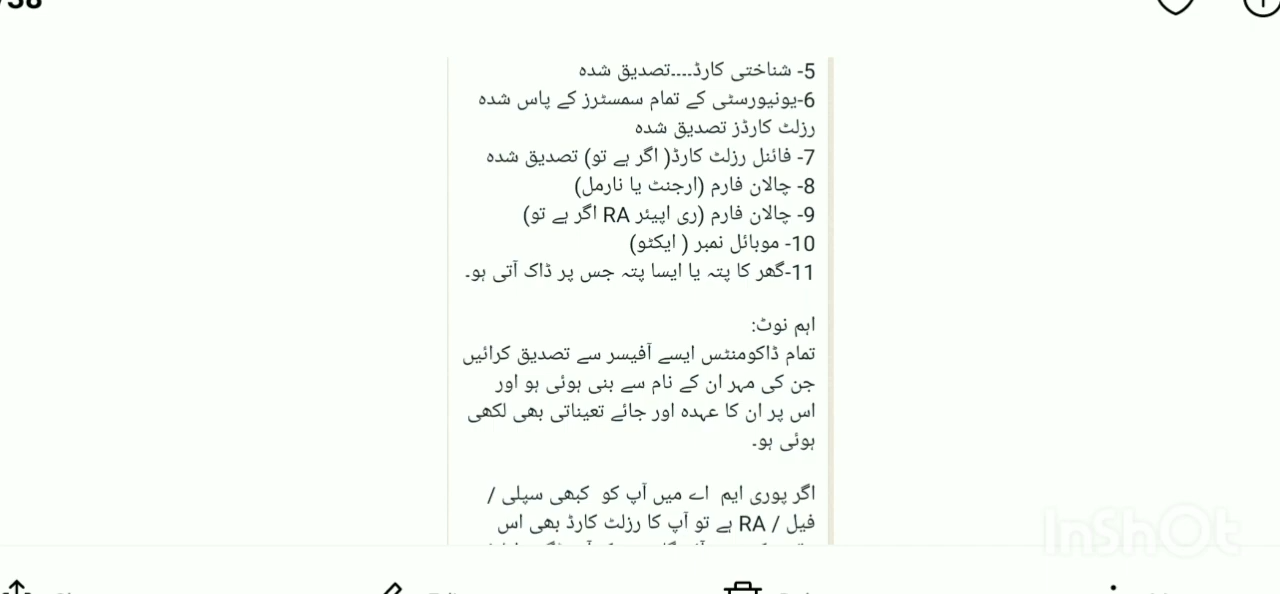 5- شناختی کارڈ....تصدیق شدہ
6-یونیورسٹی کے تمام سمسٹرز کے پاس شدہ
رزلٹ کارڈز تصدیق شدہ
7- فائنل رزلٹ کارڈ( اگر ہے تو) تصدیق شدہ
8- چالان فارم (ارجنٹ یا نارمل)
9- چالان فارم (ری اپیئر RA اگر ہے تو)
10- موبائل نمبر ( ایکٹو)
11-گھر کا پتہ یا ایسا پتہ جس پر ڈاک آتی ہو۔
اہم نوٹ:
تمام ڈاکومنٹس ایسے آفیسر سے تصدیق کرائیں
جن کی مہر ان کے نام سے بنی ہوئی ہو اور
اس پر ان کا عہدہ اور جائے تعیناتی بھی لکھی
ہوئی ہو۔
اگر پوری ایم اے میں آپ کو کبھی سپلی /
فیل / RA ہے تو آپ کا رزلٹ کارڈ بھی اس
InShOt